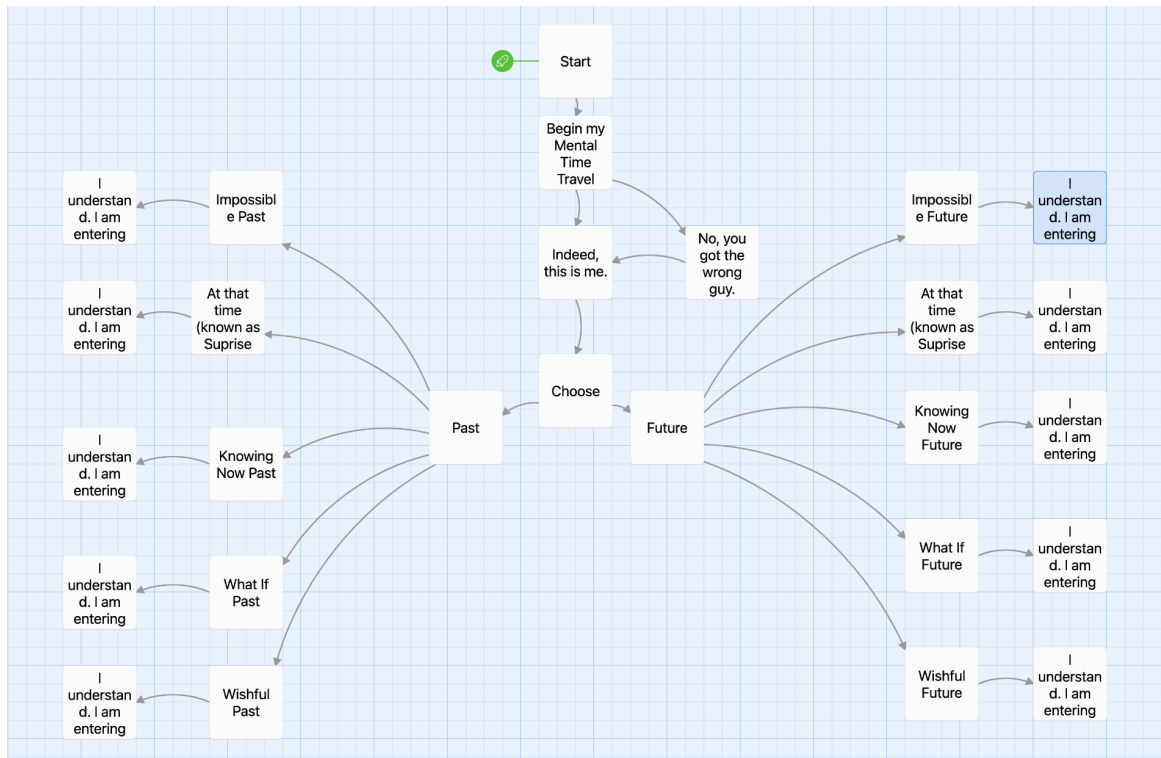 Start
Begin my
Mental
Time
Travel
Indeed,
this is me.
No, you
got the
wrong
guy.
Choose
Past
Future
Impossibl
e Past
I
understan
d. I am
entering
At that
time
(known as
Suprise
I
understan
d. I am
entering
Knowing
Now Past
I
understan
d. I am
entering
What If
Past
I
understan
d. I am
entering
Wishful
Past
I
understan
d. I am
entering
Impossibl
e Future
I
understan
d. I am
entering
At that
time
(known as
Suprise
I
understan
d. I am
entering
Knowing
Now
Future
I
understan
d. I am
entering
What If
Future
I
understan
d. I am
entering
Wishful
Future
I
understan
d. I am
entering